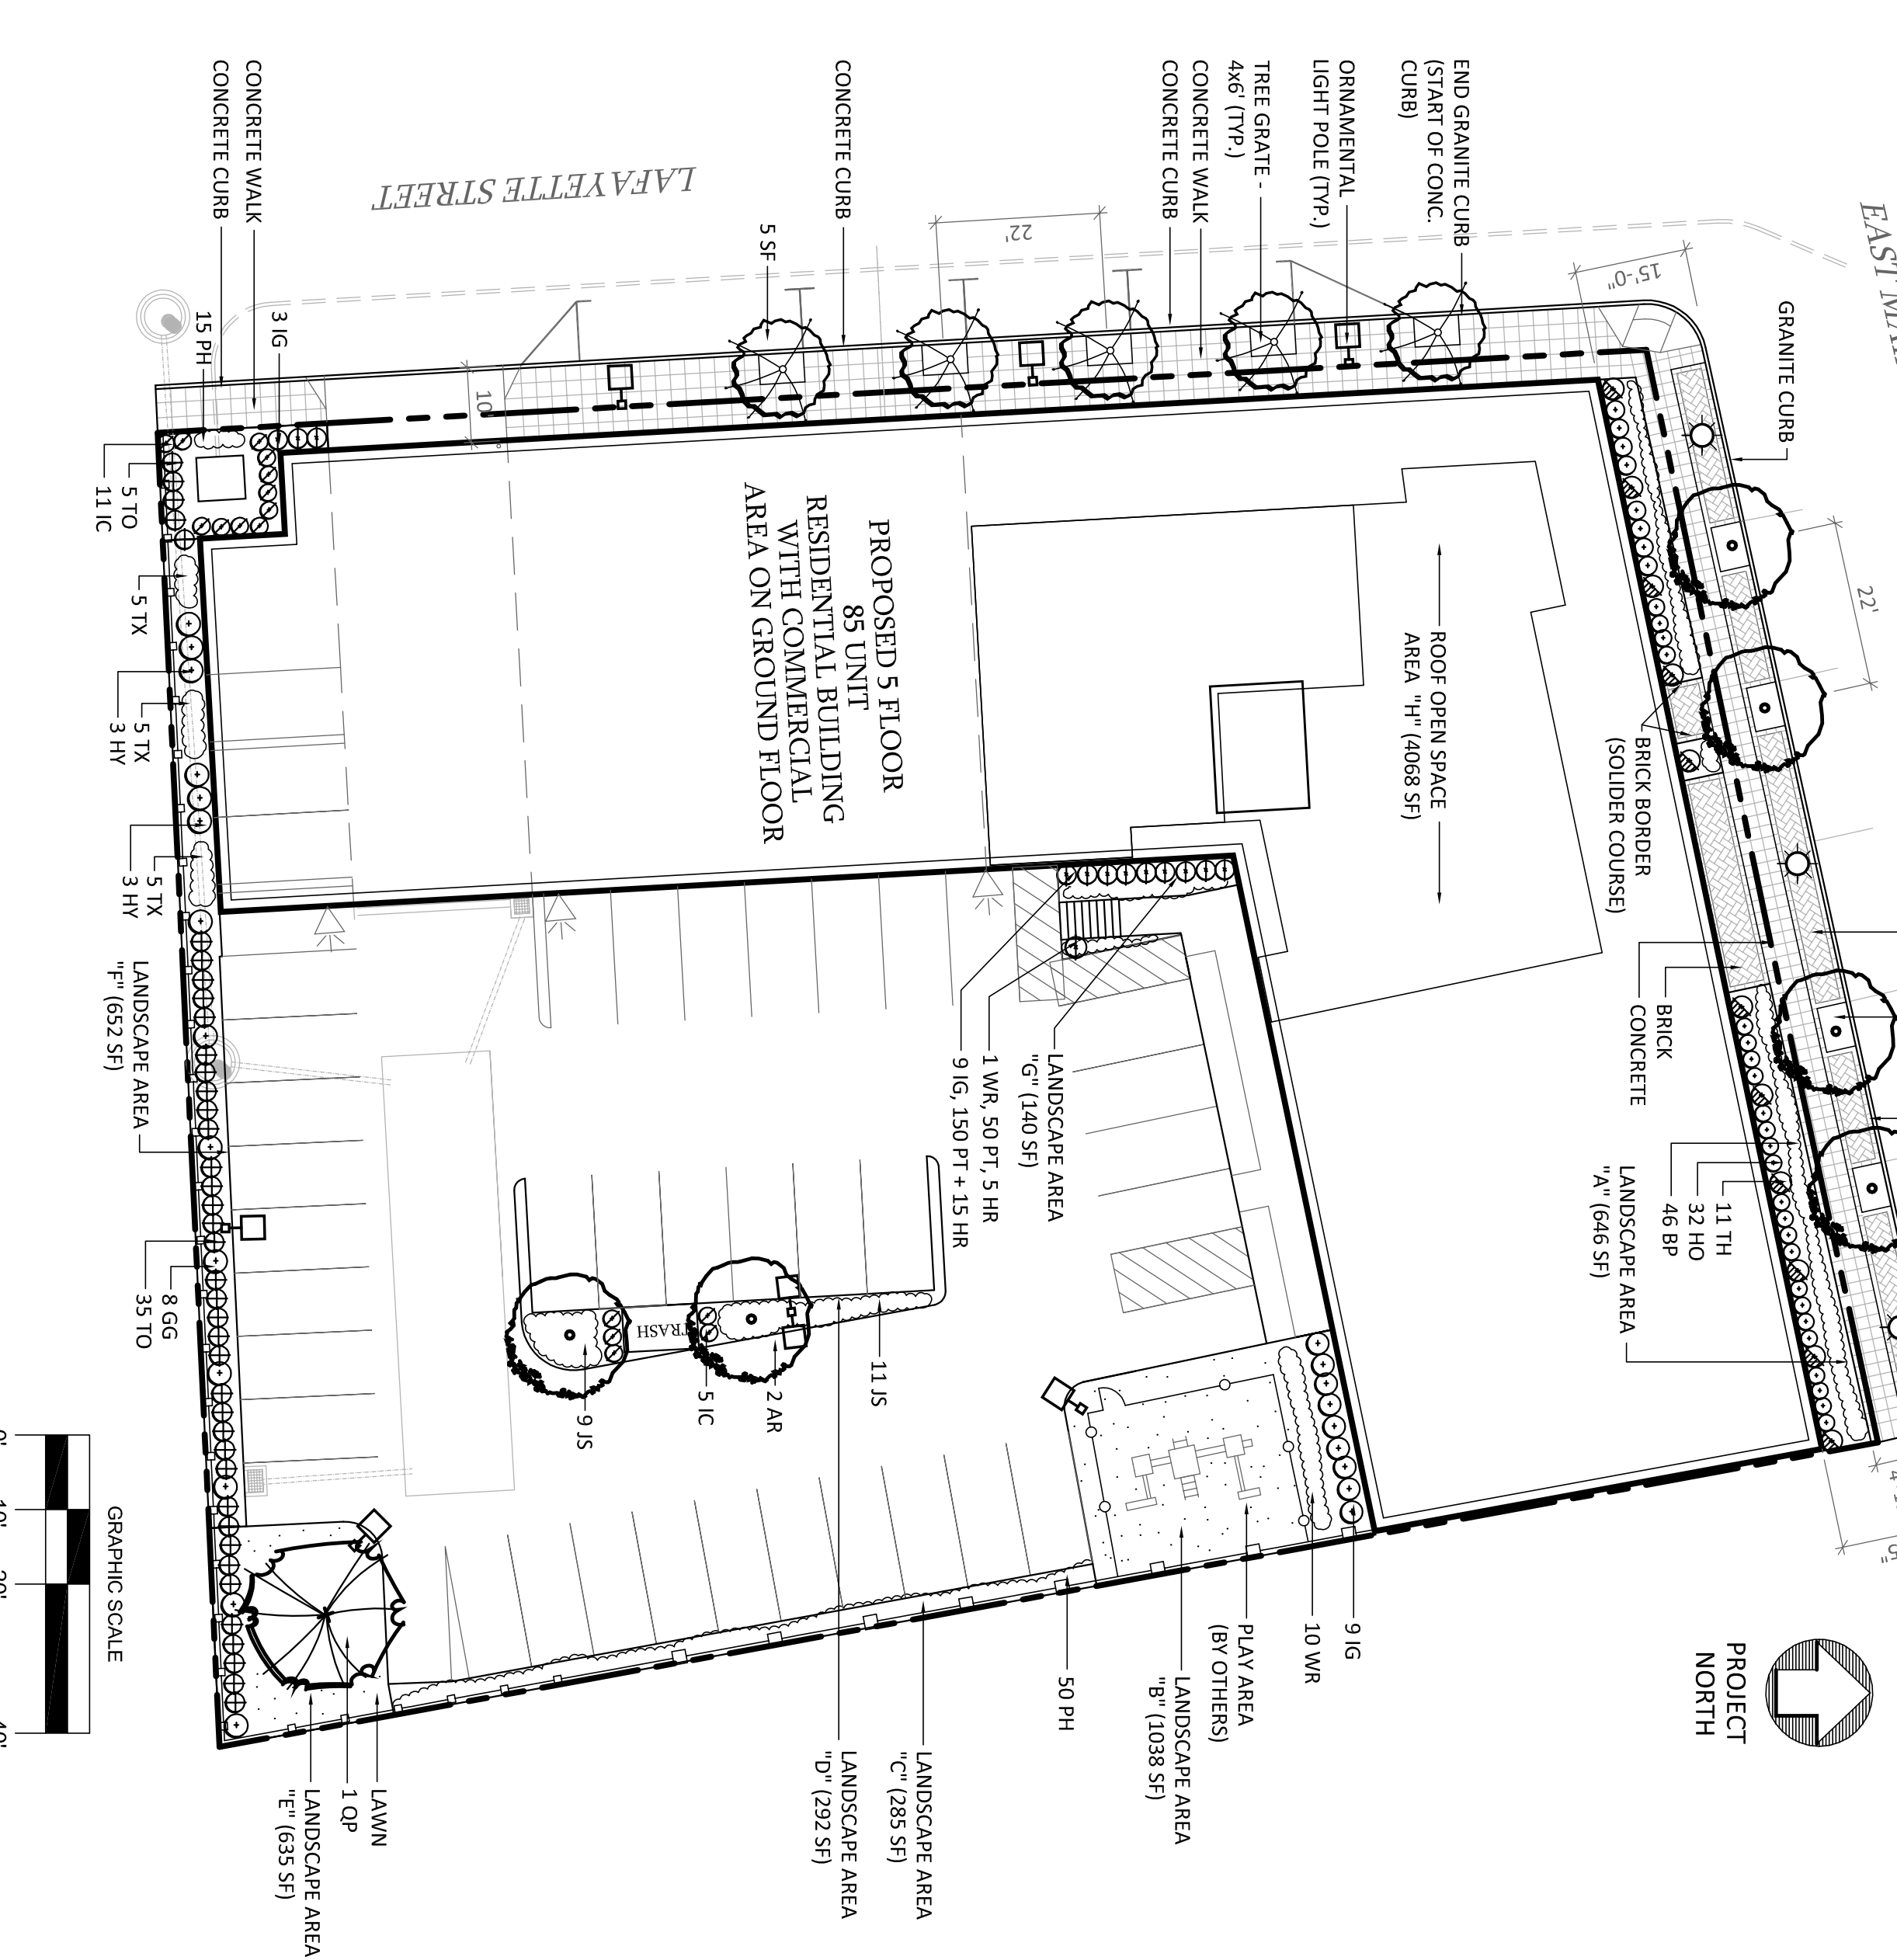 CONCRETE CURB
CONCRETE WALK
CONCRETE CURB
CONCRETE CURB
CONCRETE WALK
TREE GRATE -
4x6' (TYP.)
ORNAMENTAL
LIGHT POLE (TYP.)
END GRANITE CURB
(START OF CONC.
CURB)
LAFAYETTE STREET
5 SF
22'
15'-0"
GRANITE CURB
15 PH
3 IG
5 TO
11 IC
22'
PROPOSED 5 FLOOR
85 UNIT
RESIDENTIAL BUILDING
WITH COMMERCIAL
AREA ON GROUND FLOOR
ROOF OPEN SPACE
AREA "H" (4068 SF)
BRICK BORDER
(SOLIDER COURSE)
5 TX
5 TX
3 HY
5 TX
3 HY
LANDSCAPE AREA
"F" (652 SF)
BRICK
CONCRETE
LANDSCAPE AREA
"G" (140 SF)
1 WR, 50 PT, 5 HR
9 IG, 150 PT + 15 HR
LANDSCAPE AREA
"A" (646 SF)
11 TH
32 HO
46 BP
8 GG
35 TO
TRASH
11 JS
2 AR
5 IC
9 JS
GRAPHIC SCALE
9 IG
10 WR
PLAY AREA
(BY OTHERS)
LANDSCAPE AREA
"B" (1038 SF)
50 PH
LANDSCAPE AREA
"C" (285 SF)
LANDSCAPE AREA
"D" (292 SF)
LAWN
1 QP
LANDSCAPE AREA
"E" (635 SF)
PROJECT
NORTH